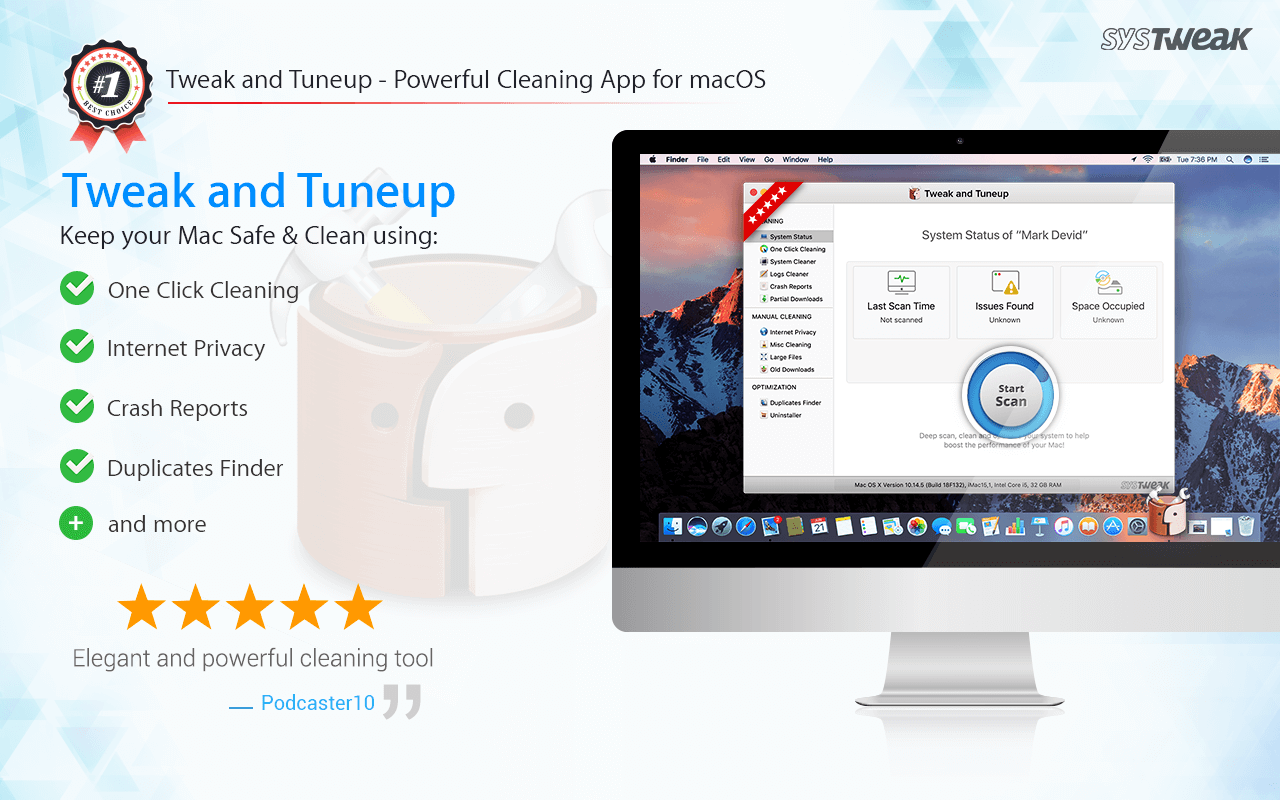 #1
BEST CHOICE
Tweak and Tuneup - Powerful Cleaning App for macOS
SYSTWEAK
Tweak and Tuneup
Keep your Mac Safe & Clean using:
One Click Cleaning
Internet Privacy
Crash Reports
Duplicates Finder
and more
Elegant and powerful cleaning tool
Podcaster10
Finder File Edit View Go Window Help
Tue 7:36 PM
Tweak and Tuneup
System Status
One Click Cleaning
System Cleaner
Logs Cleaner
Crash Reports
Partial Downloads
MANUAL CLEANING
Internet Privacy
Misc Cleaning
Large Files
Old Downloads
OPTIMIZATION
Duplicates Finder
Uninstaller
System Status of “Mark Devid”
Last Scan Time
Not scanned
Issues Found
Unknown
Space Occupied
Unknown
Start
Scan
Deep scan, clean and your system to help
boost the performance of your Mac!
Mac OS X Version 10.14.5 (Build 18F132), iMac15,1, Intel Core i5, 32 GB RAM
SYSTWEAK
21